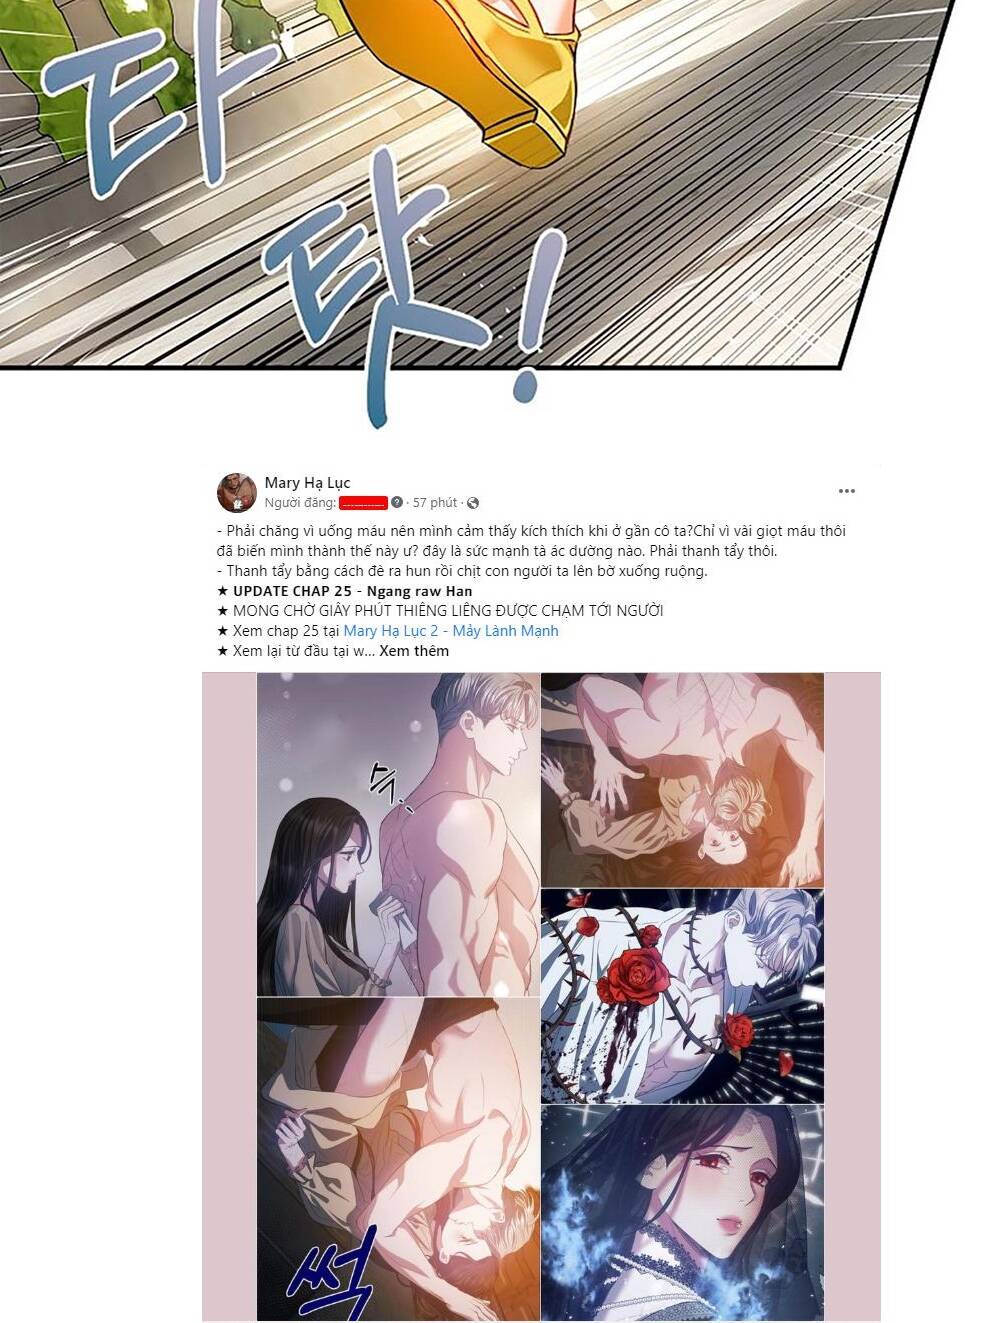 타
탓!
Mary Hạ Lục
Người đăng: · 57 phút ·
- Phải chăng vì uống máu nên mình cảm thấy kích thích khi ở gần cô ta?Chỉ vì vài giọt máu thôi
đã biến mình thành thế này ư? đây là sức mạnh tà ác dường nào. Phải thanh tẩy thôi.
- Thanh tẩy bằng cách đè ra hun rồi chịt con người ta lên bờ xuống ruộng.
★ UPDATE CHAP 25 - Ngang raw Han
★ MONG CHỜ GIÂY PHÚT THIÊNG LIÊNG ĐƯỢC CHẠM TỚI NGƯỜI
★ Xem chap 25 tại Mary Hạ Lục 2 - Mảy Lành Mạnh
★ Xem lại từ đầu tại w... Xem thêm
썩